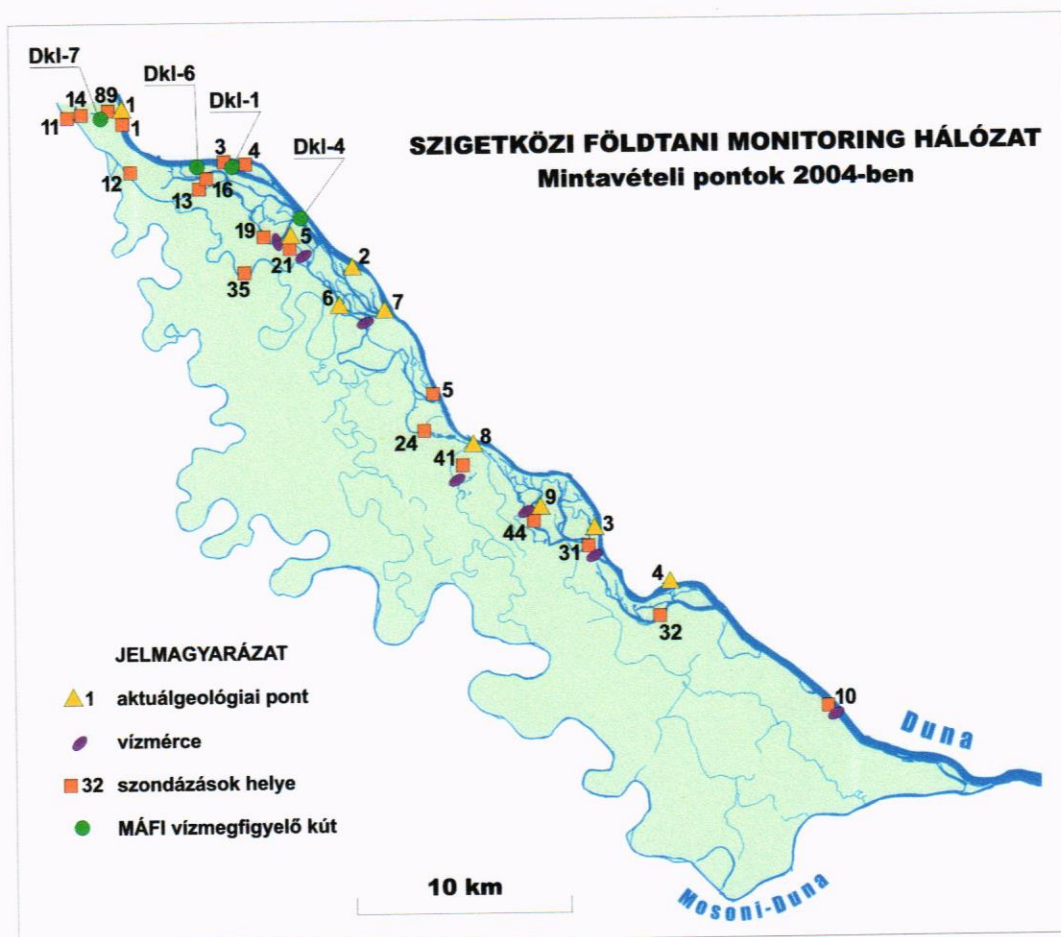 SZIGETKÖZI FÖLDTANI MONITORING HÁLÓZAT
Mintavételi pontok 2004-ben
Dkl-7
Dkl-6
Dkl-1
Dkl-4
89
1
14
11
1
3
4
12
13
16
19
5
21
2
35
6
7
5
24
8
41
9
44
3
31
4
32
10
Duna
Mosoni-Duna
JELMAGYARÁZAT
1 aktuálgeológiai pont
vízmérce
32 szondázások helye
MÁFI vízmegfigyelő kút
10 km